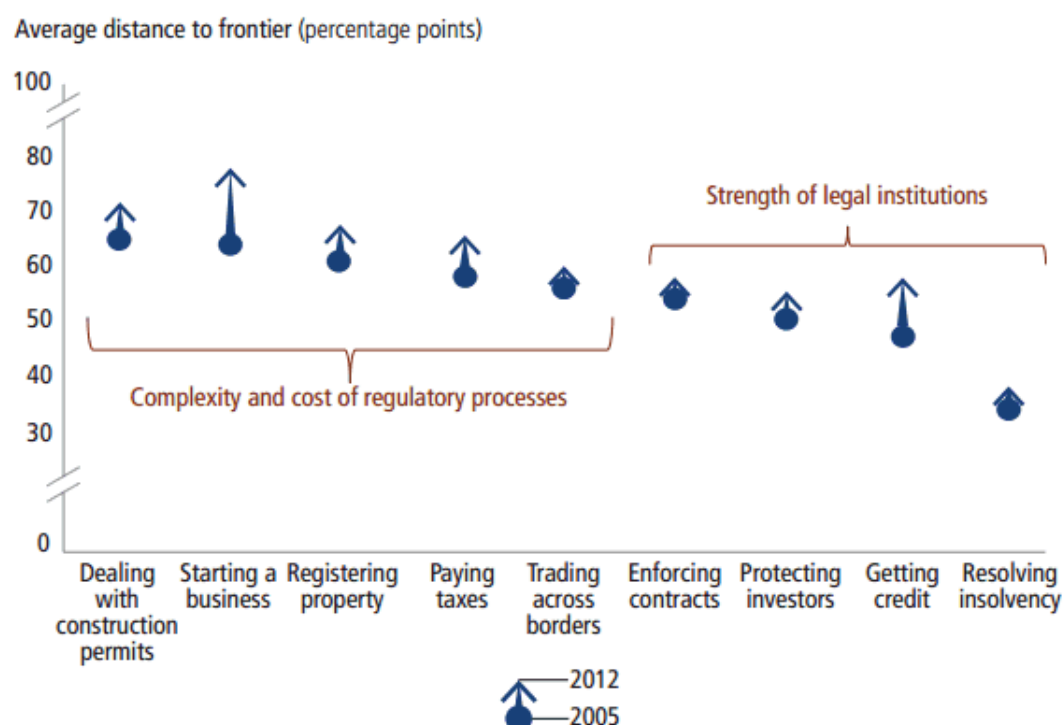 Average distance to frontier (percentage points)
100
80
70
60
50
40
30
0
Strength of legal institutions
Complexity and cost of regulatory processes
Dealing
with
construction
permits
Starting a
business
Registering
property
Paying
taxes
Trading
across
borders
Enforcing
contracts
Protecting
investors
Getting
credit
Resolving
insolvency
2012
2005